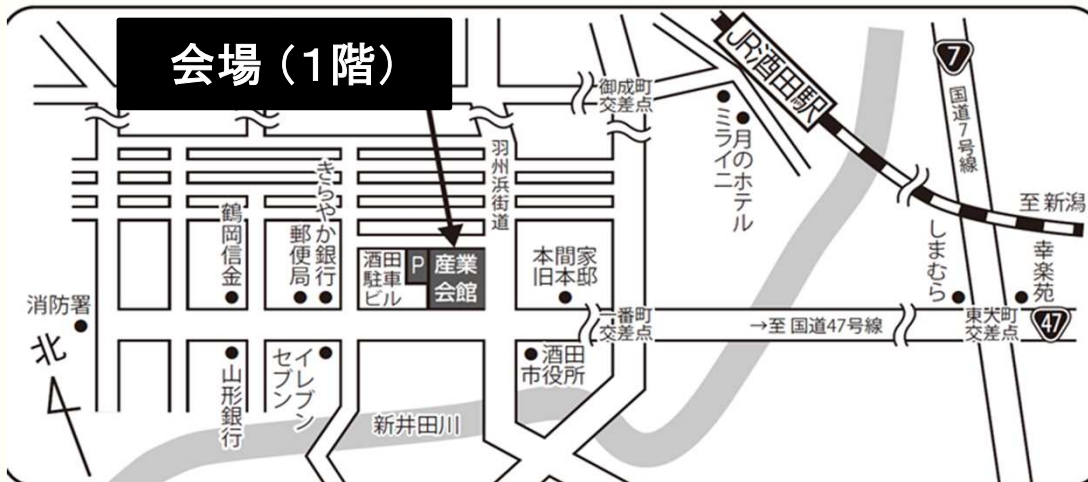 会場（1階）
JR酒田駅
7
国道7号線
御成町
交差点
ミライニ
月のホテル
至 新潟
羽州浜街道
きらやか銀行
郵便局
鶴岡信金
酒田
駐車
ビル
P
産業
会館
本間家
旧本邸
しまむら
幸楽苑
消防署
北
一番町
交差点
→至 国道47号線
東大町
交差点
47
山形銀行
セブン
イレブン
酒田
市役所
新井田川